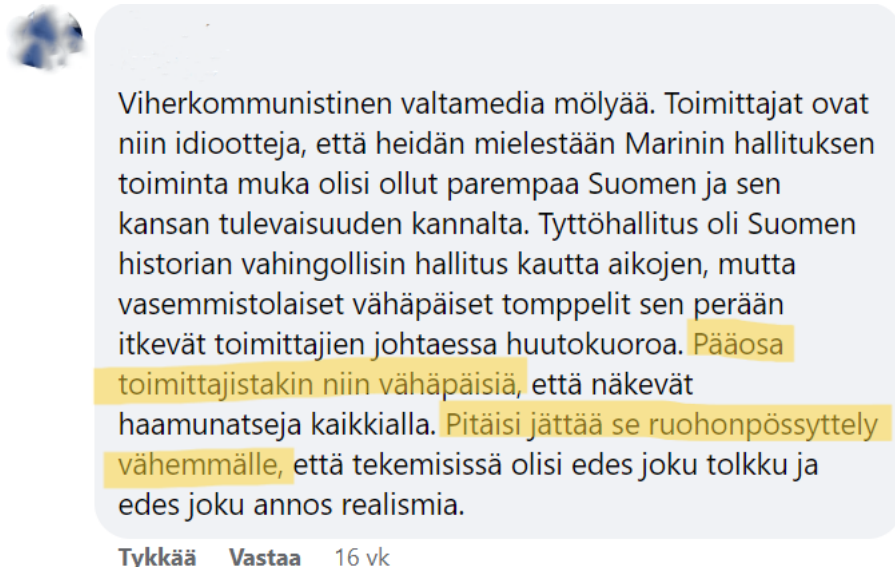 Viherkommunistinen valtamedia mölyää. Toimittajat ovat
niin idiootteja, että heidän mielestään Marinin hallituksen
toiminta muka olisi ollut parempaa Suomen ja sen
kansan tulevaisuuden kannalta. Tyttöhallitus oli Suomen
historian vahingollisin hallitus kautta aikojen, mutta
vasemmistolaiset vähäpäiset tomppelit sen perään
itkevät toimittajien johtaessa huutokuoroa. Pääosa
toimittajistakin niin vähäpäisiä, että näkevät
haamunatseja kaikkialla. Pitäisi jättää se ruohonpössyttely
vähemmälle, että tekemisissä olisi edes joku tolkku ja
edes joku annos realismia.
Tykkää Vastaa 16 vk